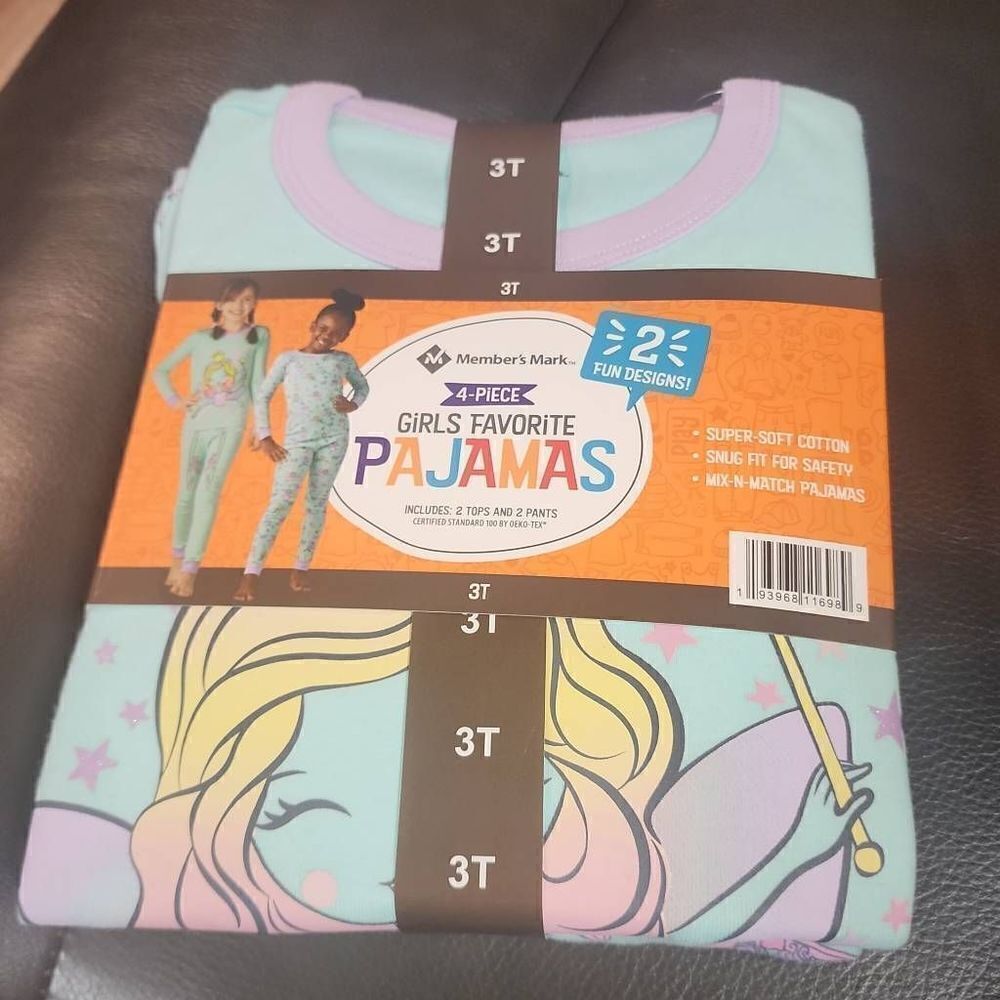 3T
3T
3T
Member's Mark™
2
FUN DESIGNS!
4-PiECE
GiRLS FAVORiTE
PAJAMAS
INCLUDES: 2 TOPS AND 2 PANTS
CERTIFIED STANDARD 100 BY OEKO-TEX®
• SUPER-SOFT COTTON
• SNUG FIT FOR SAFETY
• MIX-N-MATCH PAJAMAS
1 93968 11698 9
3T
3T
3T
3T